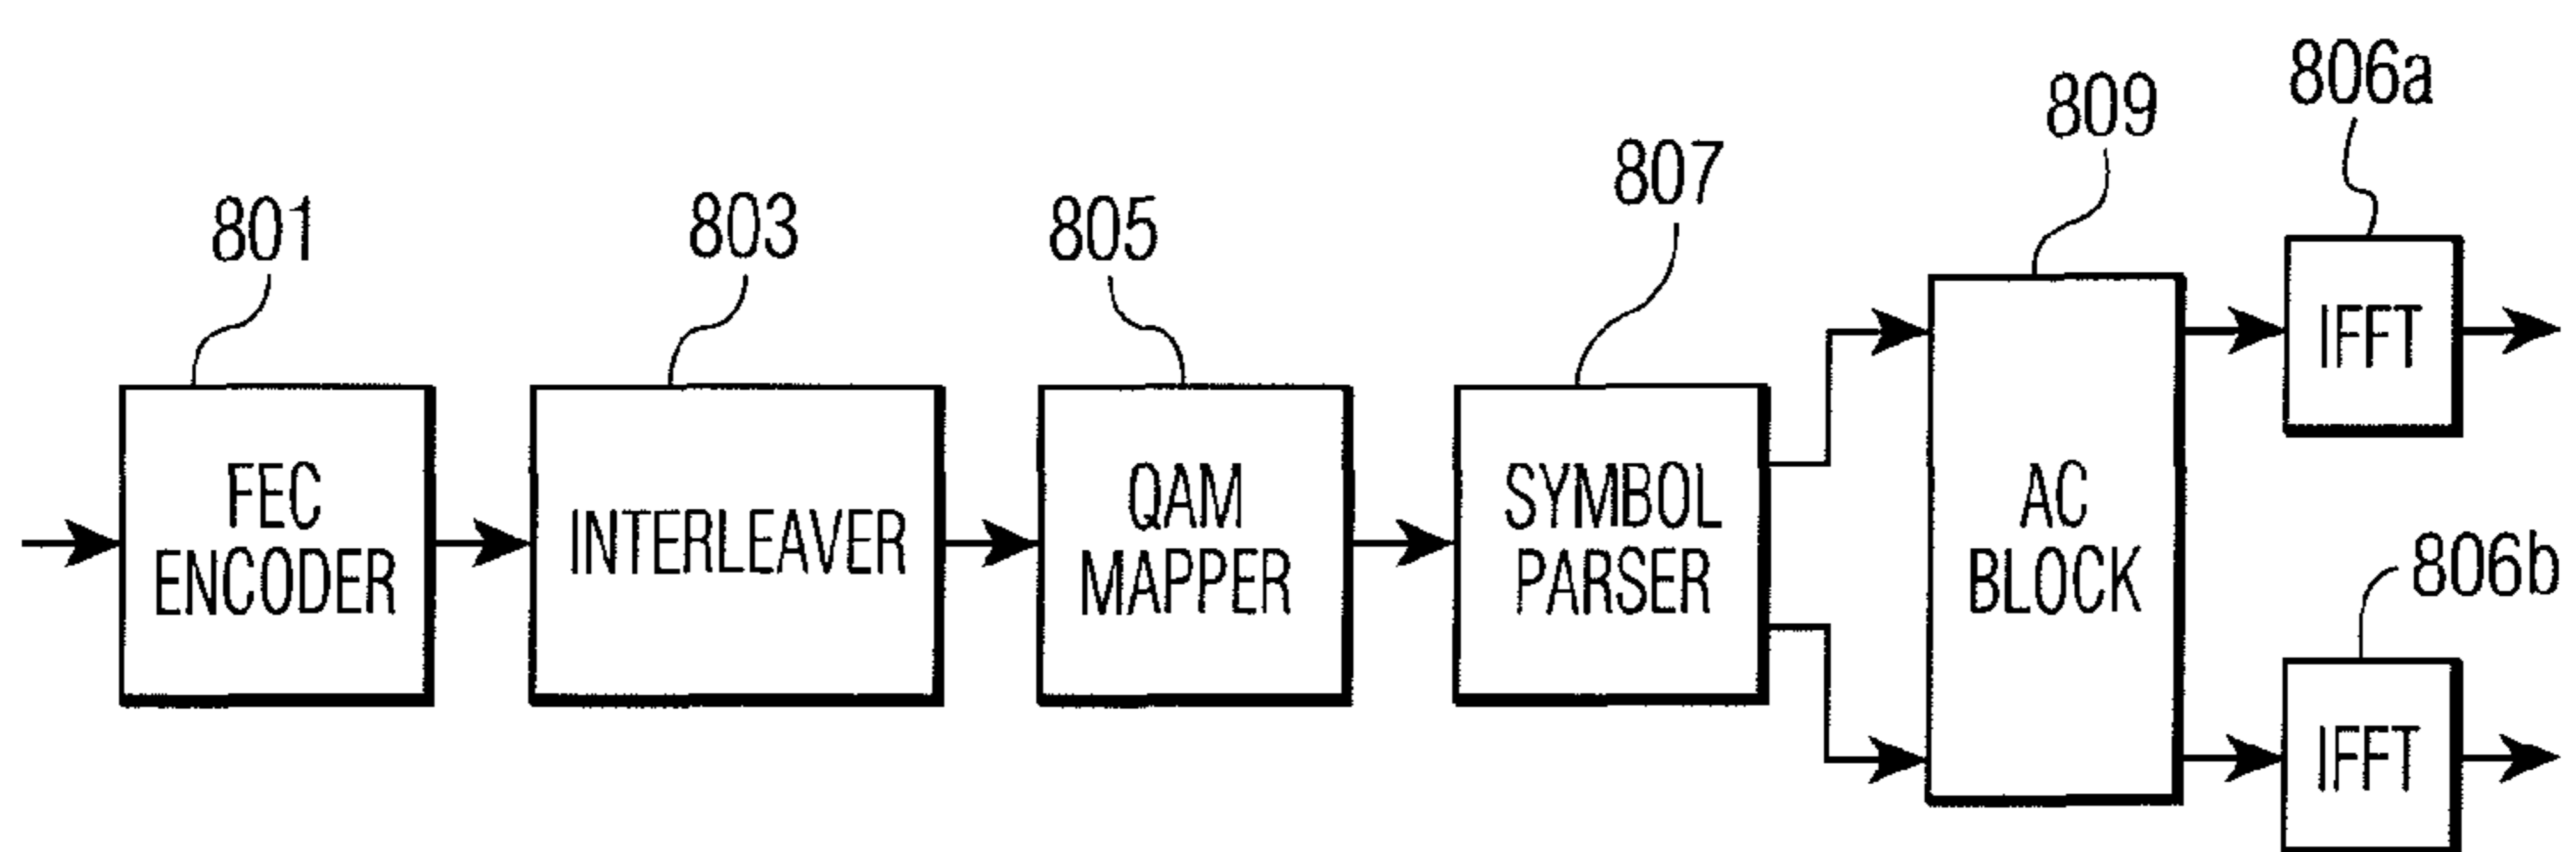 806a
809
807
801
803
805
IFFT
FEC
ENCODER
INTERLEAVER
QAM
MAPPER
SYMBOL
PARSER
AC
BLOCK
806b
IFFT